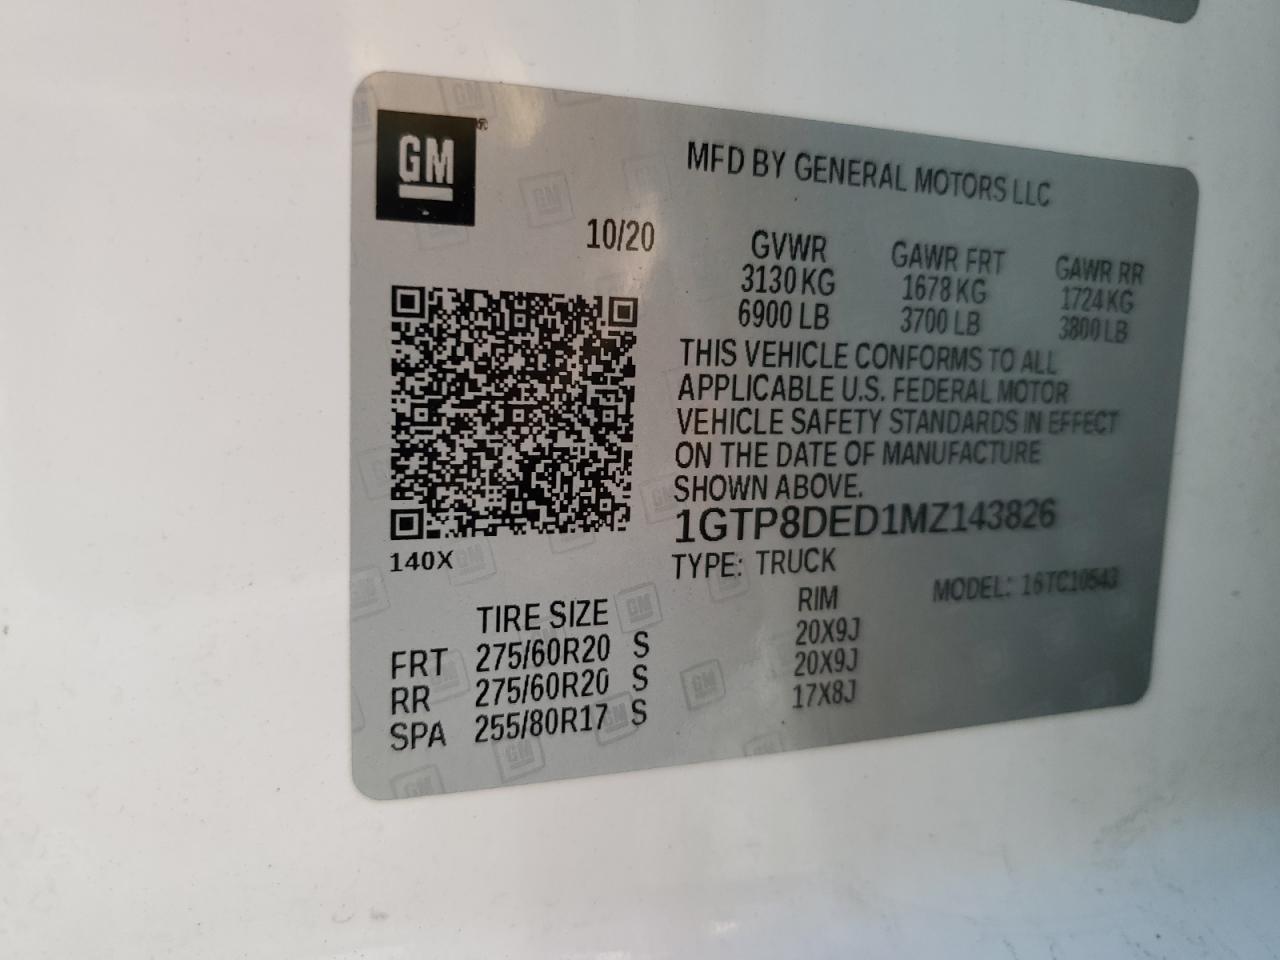 GM®
MFD BY GENERAL MOTORS LLC
10/20
GVWR GAWR FRT GAWR RR
3130 KG 1678 KG 1724 KG
6900 LB 3700 LB 3800 LB
THIS VEHICLE CONFORMS TO ALL
APPLICABLE U.S. FEDERAL MOTOR
VEHICLE SAFETY STANDARDS IN EFFECT
ON THE DATE OF MANUFACTURE
SHOWN ABOVE.
1GTP8DED1MZ143826
140X
TYPE: TRUCK MODEL: 16TC10543
TIRE SIZE RIM
FRT 275/60R20 S 20X9J
RR 275/60R20 S 20X9J
SPA 255/80R17 S 17X8J